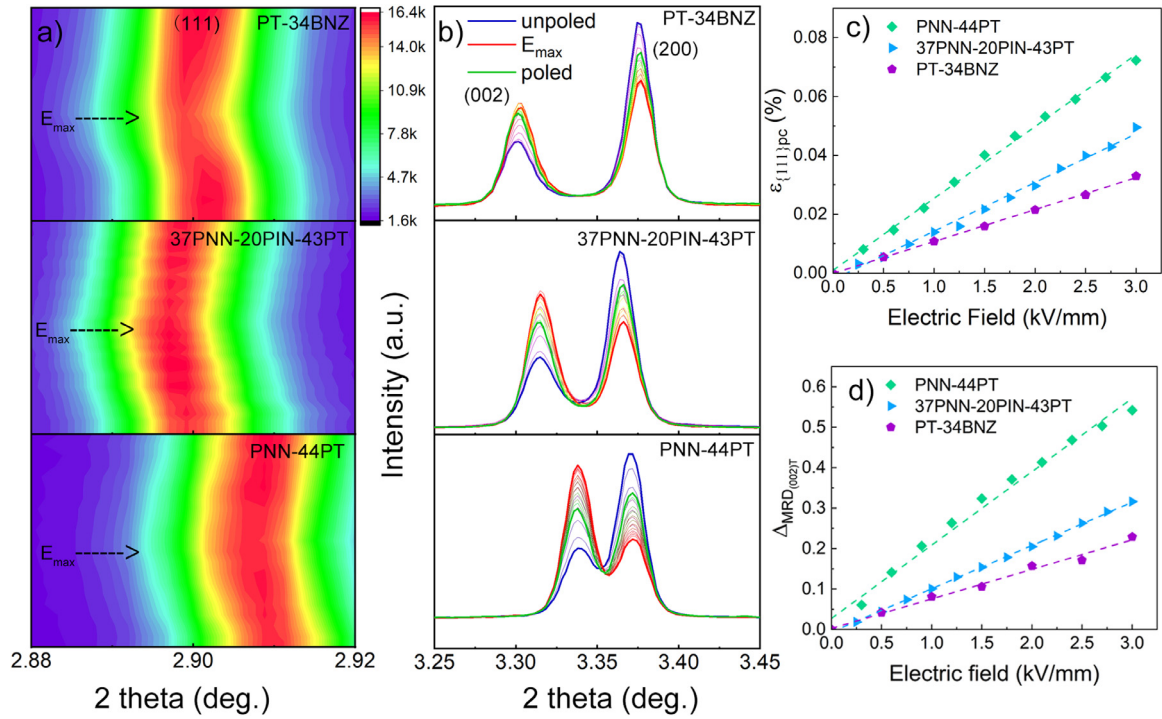 a)
(111)
PT-34BNZ
E_max
37PNN-20PIN-43PT
E_max
PNN-44PT
E_max
2.88
2.90
2.92
2 theta (deg.)
16.4k
14.0k
10.9k
7.8k
4.7k
1.6k
b)
unpoled
E_max
poled
(002)
(200)
PT-34BNZ
37PNN-20PIN-43PT
PNN-44PT
Intensity (a.u.)
3.25
3.30
3.35
3.40
3.45
2 theta (deg.)
c)
PNN-44PT
37PNN-20PIN-43PT
PT-34BNZ
ε_{111},pc (%)
0.08
0.06
0.04
0.02
0.00
0.0
0.5
1.0
1.5
2.0
2.5
3.0
Electric Field (kV/mm)
d)
PNN-44PT
37PNN-20PIN-43PT
PT-34BNZ
Δ_MRD(002)T
0.6
0.5
0.4
0.3
0.2
0.1
0.0
0.0
0.5
1.0
1.5
2.0
2.5
3.0
Electric field (kV/mm)